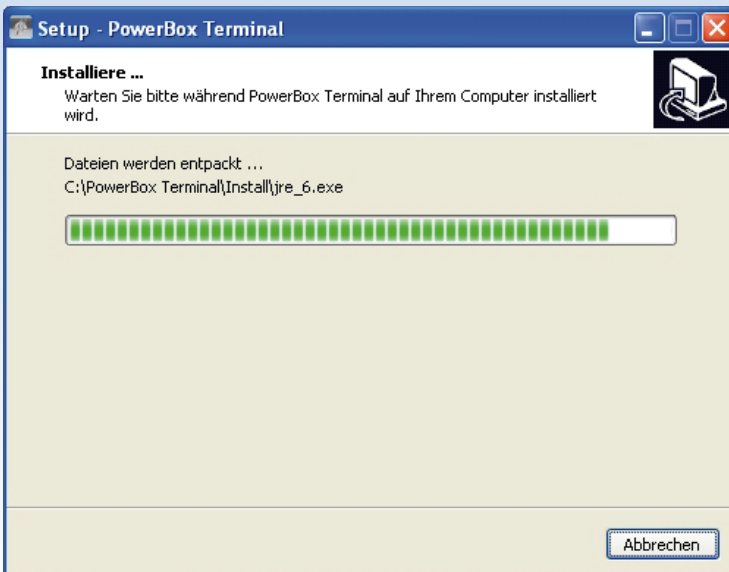 Setup - PowerBox Terminal
Installiere ...
Warten Sie bitte während PowerBox Terminal auf Ihrem Computer installiert
wird.
Dateien werden entpackt ...
C:\PowerBox Terminal\Install\jre_6.exe
Abbrechen